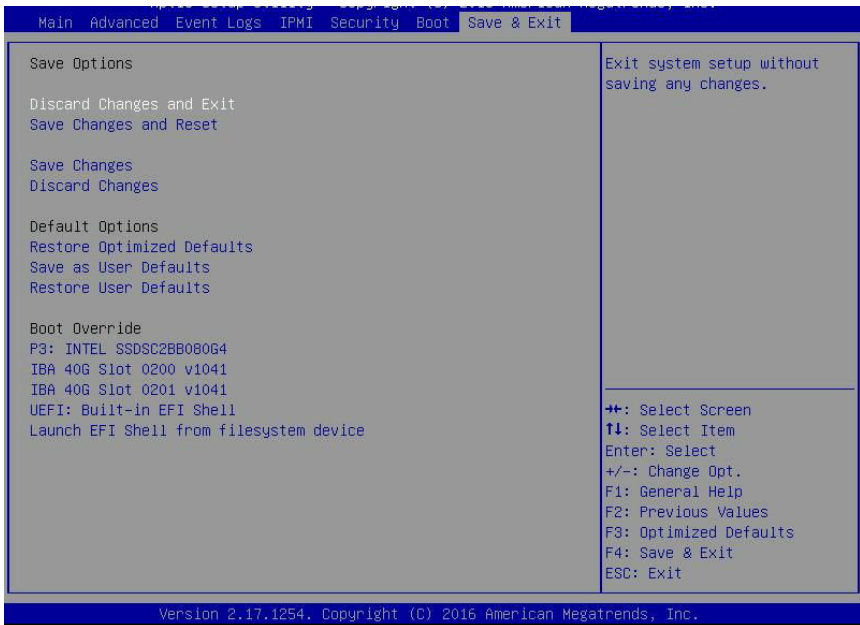 Main Advanced Event Logs IPMI Security Boot Save & Exit
Save Options
Discard Changes and Exit
Save Changes and Reset
Save Changes
Discard Changes
Default Options
Restore Optimized Defaults
Save as User Defaults
Restore User Defaults
Boot Override
P3: INTEL SSDSC2BB080G4
IBA 40G Slot 0200 v1041
IBA 40G Slot 0201 v1041
UEFI: Built-in EFI Shell
Launch EFI Shell from filesystem device
Exit system setup without
saving any changes.
→←: Select Screen
↑↓: Select Item
Enter: Select
+/-: Change Opt.
F1: General Help
F2: Previous Values
F3: Optimized Defaults
F4: Save & Exit
ESC: Exit
Version 2.17.1254. Copyright (C) 2016 American Megatrends, Inc.